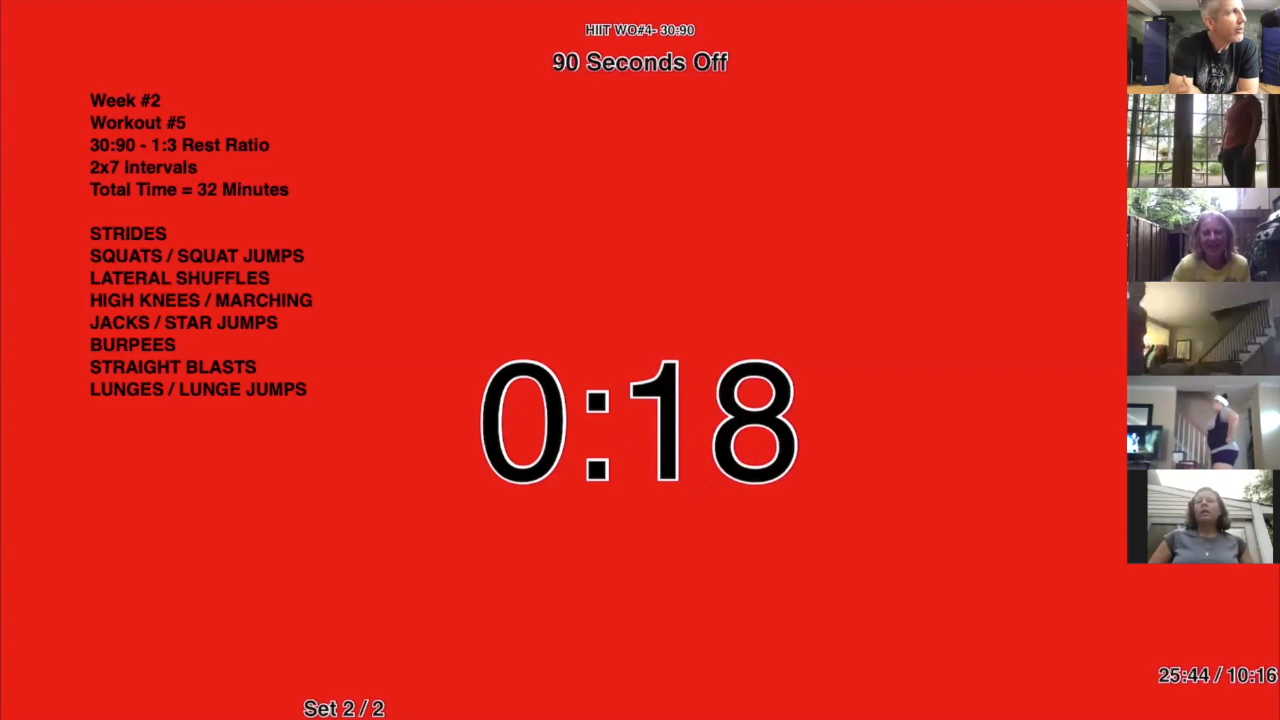 HIIT WO#4- 30:90
90 Seconds Off
Week #2
Workout #5
30:90 - 1:3 Rest Ratio
2x7 Intervals
Total Time = 32 Minutes
STRIDES
SQUATS / SQUAT JUMPS
LATERAL SHUFFLES
HIGH KNEES / MARCHING
JACKS / STAR JUMPS
BURPEES
STRAIGHT BLASTS
LUNGES / LUNGE JUMPS
0:18
25:44 / 10:16
Set 2 / 2